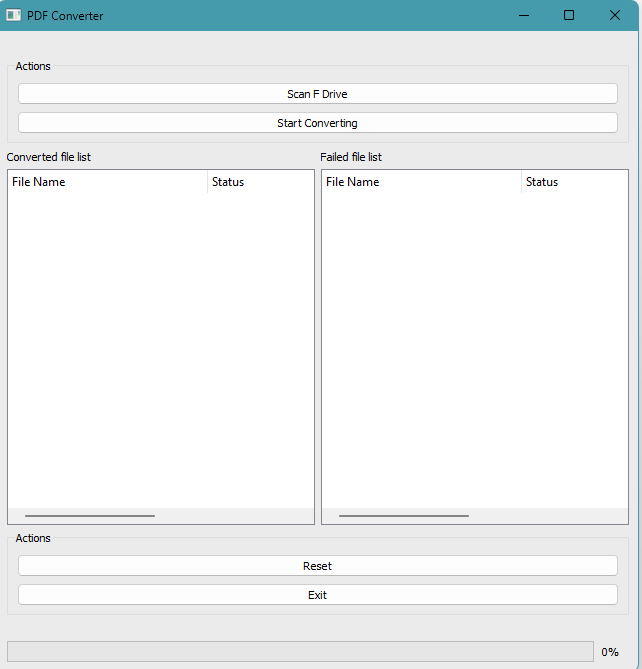 PDF Converter
Actions
Scan F Drive
Start Converting
Converted file list Failed file list
File Name Status File Name Status
Actions
Reset
Exit
0%